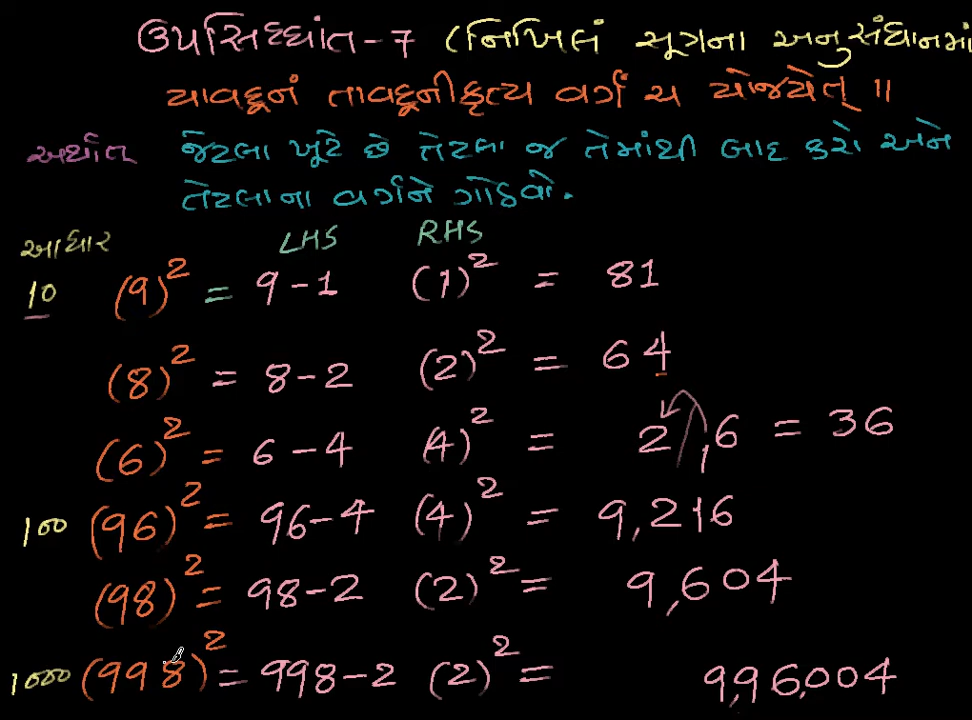 ઉપસિધ્ધાંત-7 (નિખિલં સૂત્રના અનુસંધાનમાં
યાવદૂનં તાવદૂનીકૃત્ય વર્ગં ચ યોજયેત્ ॥
અર્થાત જેટલા ખૂટે છે તેટલા જ તેમાંથી બાદ કરો અને
તેટલાના વર્ગને ગોઠવો.
આધાર LHS RHS
10 (9)² = 9-1 (1)² = 81
(8)² = 8-2 (2)² = 64
(6)² = 6-4 (4)² = 2/₁6 = 36
100 (96)² = 96-4 (4)² = 9,216
(98)² = 98-2 (2)² = 9,604
1000 (998)² = 998-2 (2)² = 9,96,004